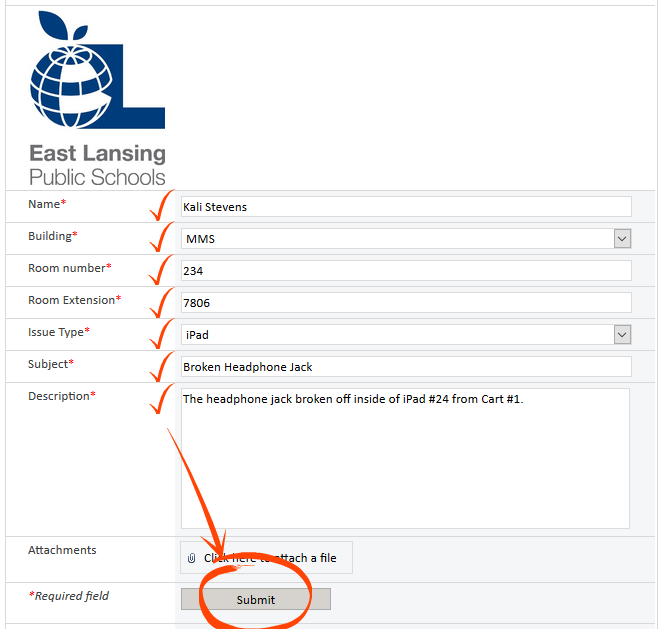 East Lansing
Public Schools
Name* Kali Stevens
Building* MMS
Room number* 234
Room Extension* 7806
Issue Type* iPad
Subject* Broken Headphone Jack
Description* The headphone jack broken off inside of iPad #24 from Cart #1.
Attachments Click here to attach a file
*Required field Submit